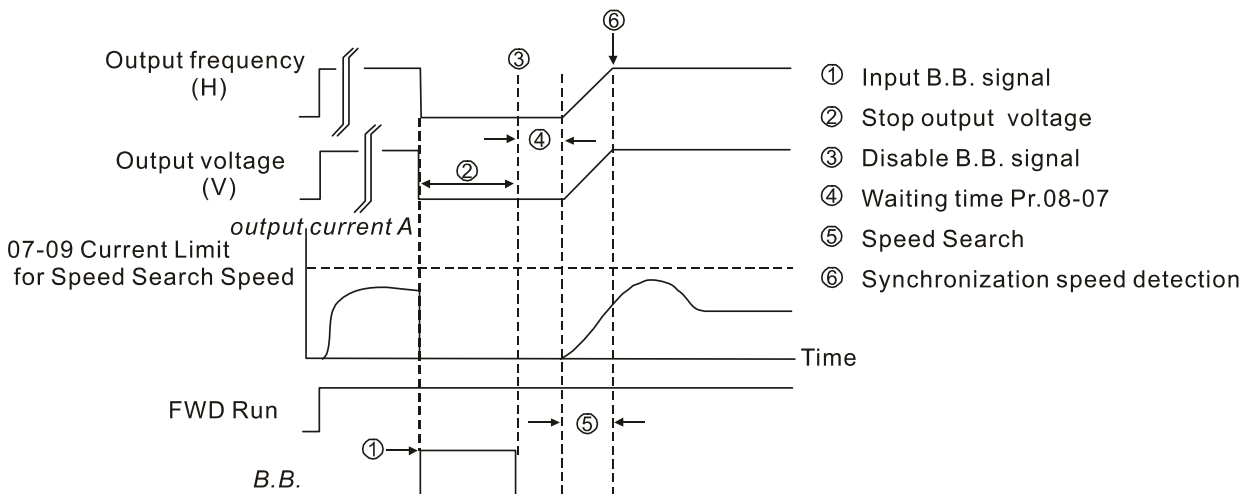 ⑥
Output frequency
(H)
③
④
Output voltage
(V)
②
output current A
07-09 Current Limit
for Speed Search Speed
Time
FWD Run
⑤
①
B.B.
① Input B.B. signal
② Stop output voltage
③ Disable B.B. signal
④ Waiting time Pr.08-07
⑤ Speed Search
⑥ Synchronization speed detection